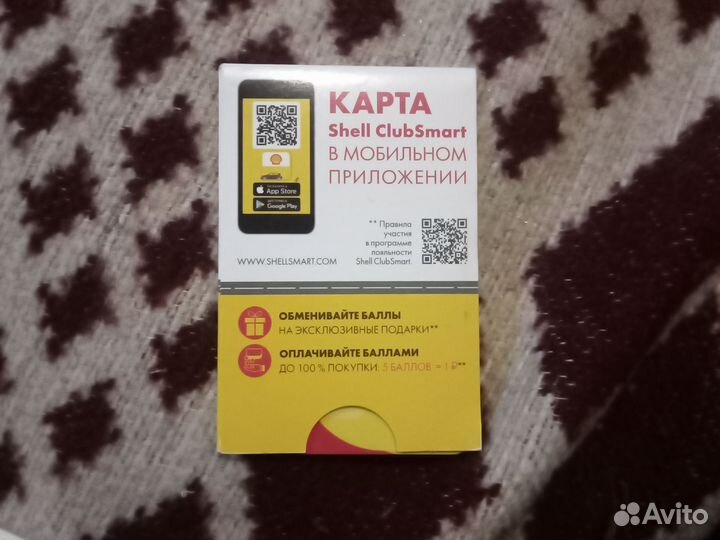 КАРТА
Shell ClubSmart
В МОБИЛЬНОМ
ПРИЛОЖЕНИИ
App Store
Google Play
** Правила
участия
в программе
лояльности
Shell ClubSmart.
WWW.SHELLSMART.COM
ОБМЕНИВАЙТЕ БАЛЛЫ
НА ЭКСКЛЮЗИВНЫЕ ПОДАРКИ**
ОПЛАЧИВАЙТЕ БАЛЛАМИ
ДО 100 % ПОКУПКИ: 5 БАЛЛОВ = 1 ₽**
Avito